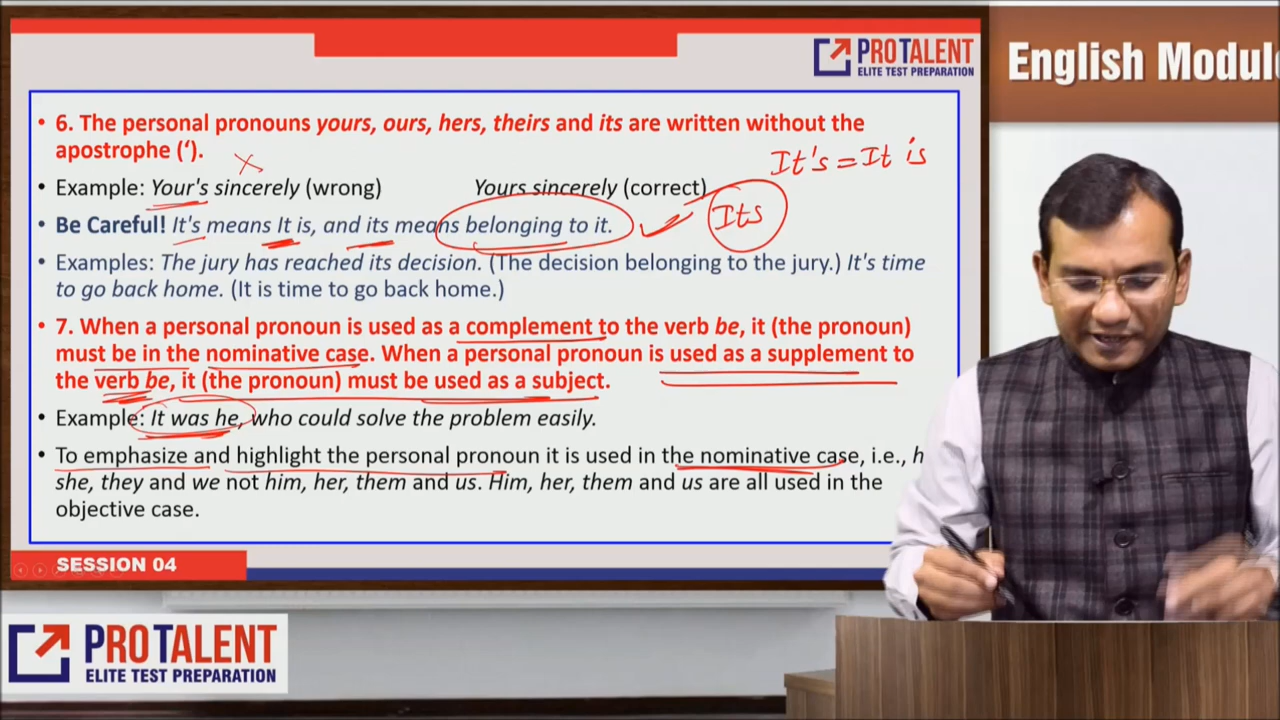 PROTALENT
ELITE TEST PREPARATION
English Module
• 6. The personal pronouns yours, ours, hers, theirs and its are written without the
apostrophe (‘).
It's = It is
• Example: Your's sincerely (wrong) Yours sincerely (correct)
Its
• Be Careful! It's means It is, and its means belonging to it.
• Examples: The jury has reached its decision. (The decision belonging to the jury.) It's time
to go back home. (It is time to go back home.)
• 7. When a personal pronoun is used as a complement to the verb be, it (the pronoun)
must be in the nominative case. When a personal pronoun is used as a supplement to
the verb be, it (the pronoun) must be used as a subject.
• Example: It was he, who could solve the problem easily.
• To emphasize and highlight the personal pronoun it is used in the nominative case, i.e., h
she, they and we not him, her, them and us. Him, her, them and us are all used in the
objective case.
SESSION 04
PROTALENT
ELITE TEST PREPARATION